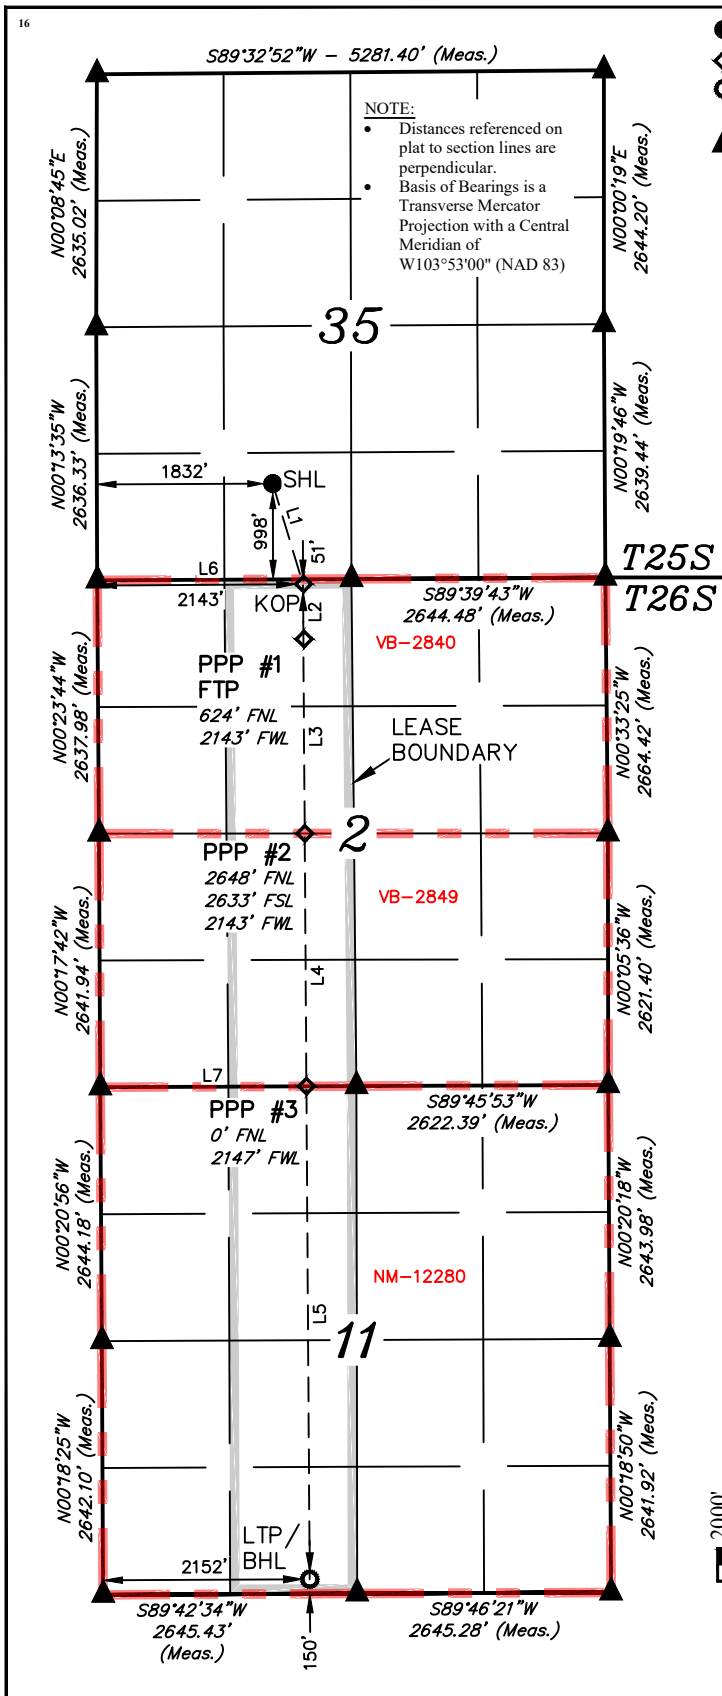 16
S89°32'52"W - 5281.40' (Meas.)
NOTE:
• Distances referenced on
plat to section lines are
perpendicular.
• Basis of Bearings is a
Transverse Mercator
Projection with a Central
Meridian of
W103°53'00" (NAD 83)
N00°08'45"E
2635.02' (Meas.)
N00°00'19"E
2644.20' (Meas.)
35
N00°13'35"W
2636.33' (Meas.)
N00°19'46"W
2639.44' (Meas.)
1832'
SHL
998'
L1
51'
T25S
T26S
L6
2143'
KOP
L2
S89°39'43"W
2644.48' (Meas.)
VB-2840
PPP #1
FTP
624' FNL
2143' FWL
N00°23'44"W
2637.98' (Meas.)
L3
LEASE
BOUNDARY
N00°33'25"W
2664.42' (Meas.)
2
PPP #2
2648' FNL
2633' FSL
2143' FWL
VB-2849
N00°17'42"W
2641.94' (Meas.)
L4
N00°05'36"W
2621.40' (Meas.)
L7
PPP #3
0' FNL
2147' FWL
S89°45'53"W
2622.39' (Meas.)
N00°20'56"W
2644.18' (Meas.)
N00°20'18"W
2643.98' (Meas.)
NM-12280
L5
11
N00°18'25"W
2642.10' (Meas.)
N00°18'50"W
2641.92' (Meas.)
2000'
LTP/
BHL
2152'
S89°42'34"W
2645.43'
(Meas.)
150'
S89°46'21"W
2645.28' (Meas.)